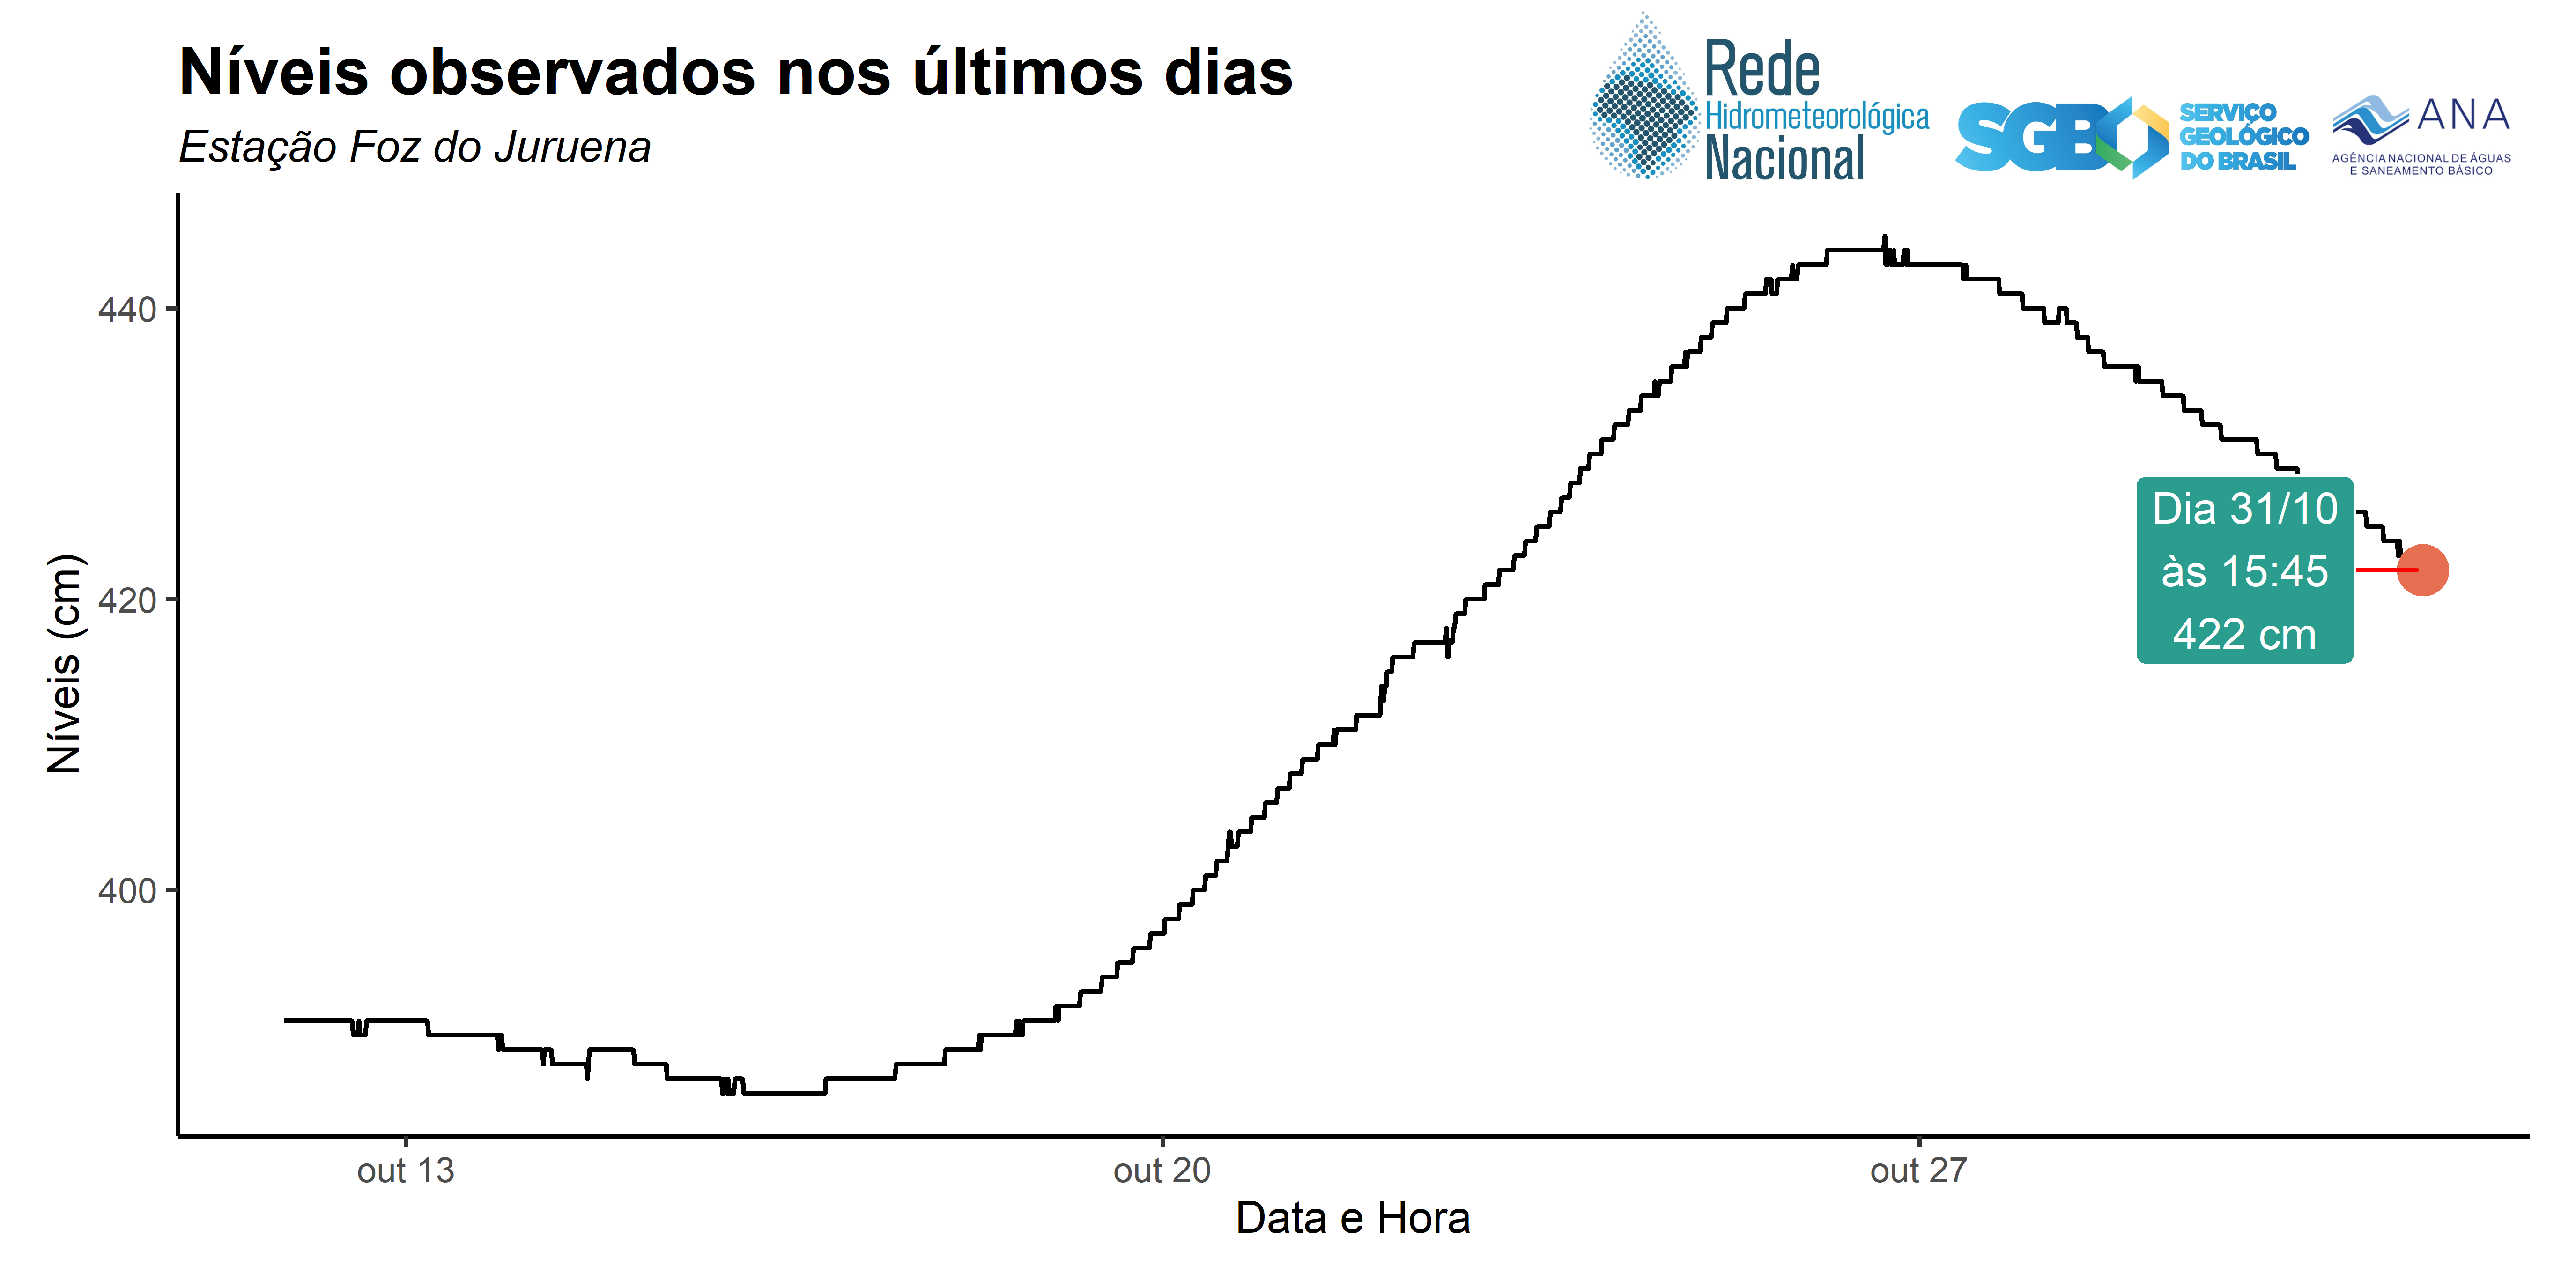 Níveis observados nos últimos dias
Estação Foz do Juruena
Rede
Hidrometeorológica
Nacional
SGB
SERVIÇO
GEOLÓGICO
DO BRASIL
ANA
AGÊNCIA NACIONAL DE ÁGUAS
E SANEAMENTO BÁSICO
Níveis (cm)
440
420
400
Dia 31/10
às 15:45
422 cm
out 13
out 20
out 27
Data e Hora